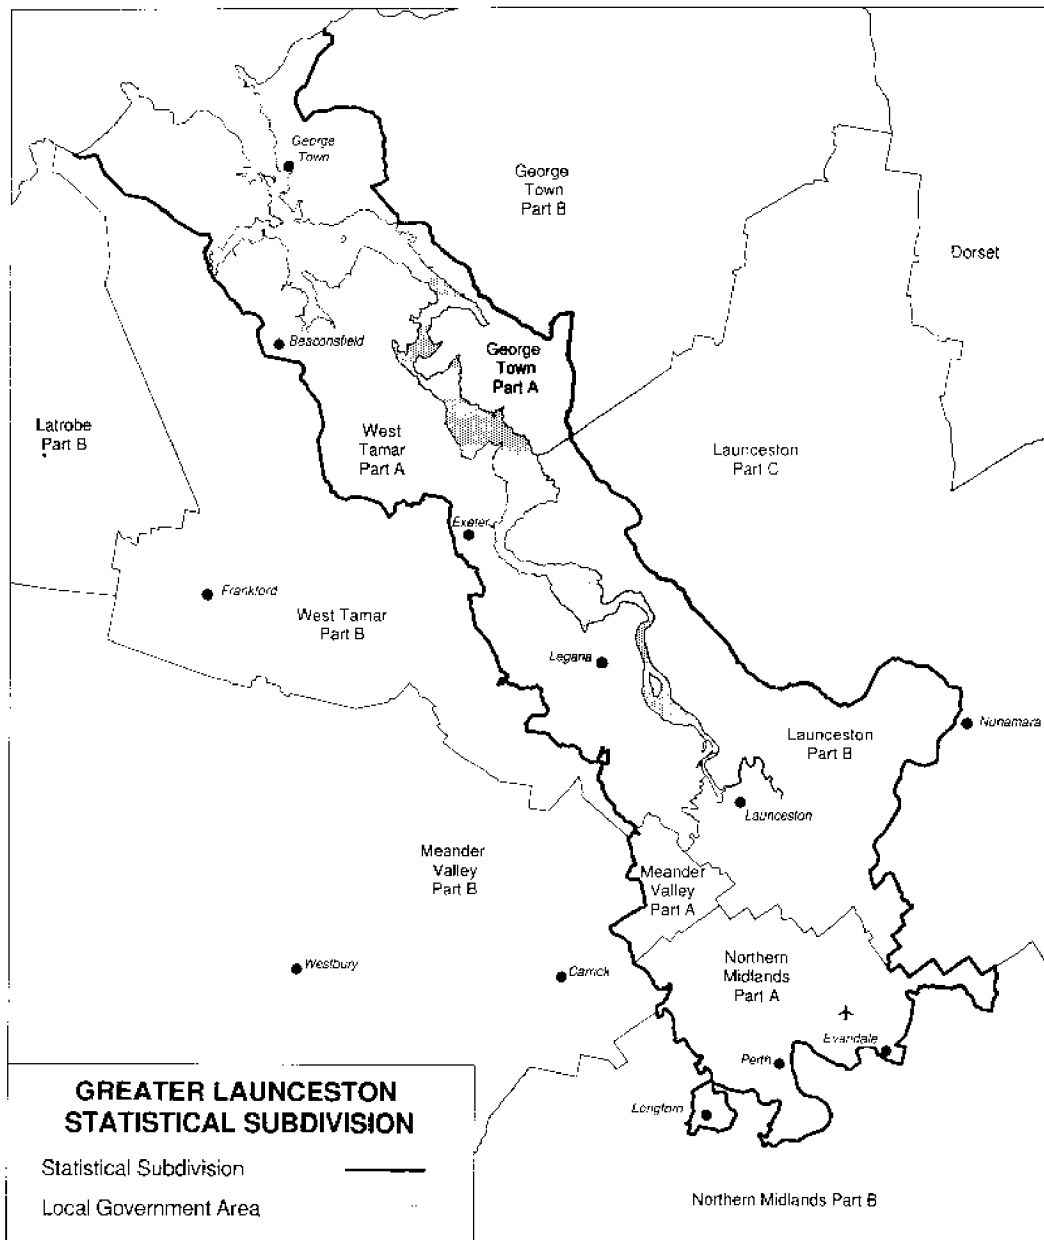 George
Town
George
Town
Part B
Dorset
Beaconsfield
George
Town
Part A
Latrobe
Part B
West
Tamar
Part A
Launceston
Part C
Exeter
Frankford
West Tamar
Part B
Legana
Nunamara
Launceston
Part B
Launceston
Meander
Valley
Part B
Meander
Valley
Part A
Westbury
Carrick
Northern
Midlands
Part A
Evandale
Perth
Longford
GREATER LAUNCESTON
STATISTICAL SUBDIVISION
Statistical Subdivision
Local Government Area
Northern Midlands Part B